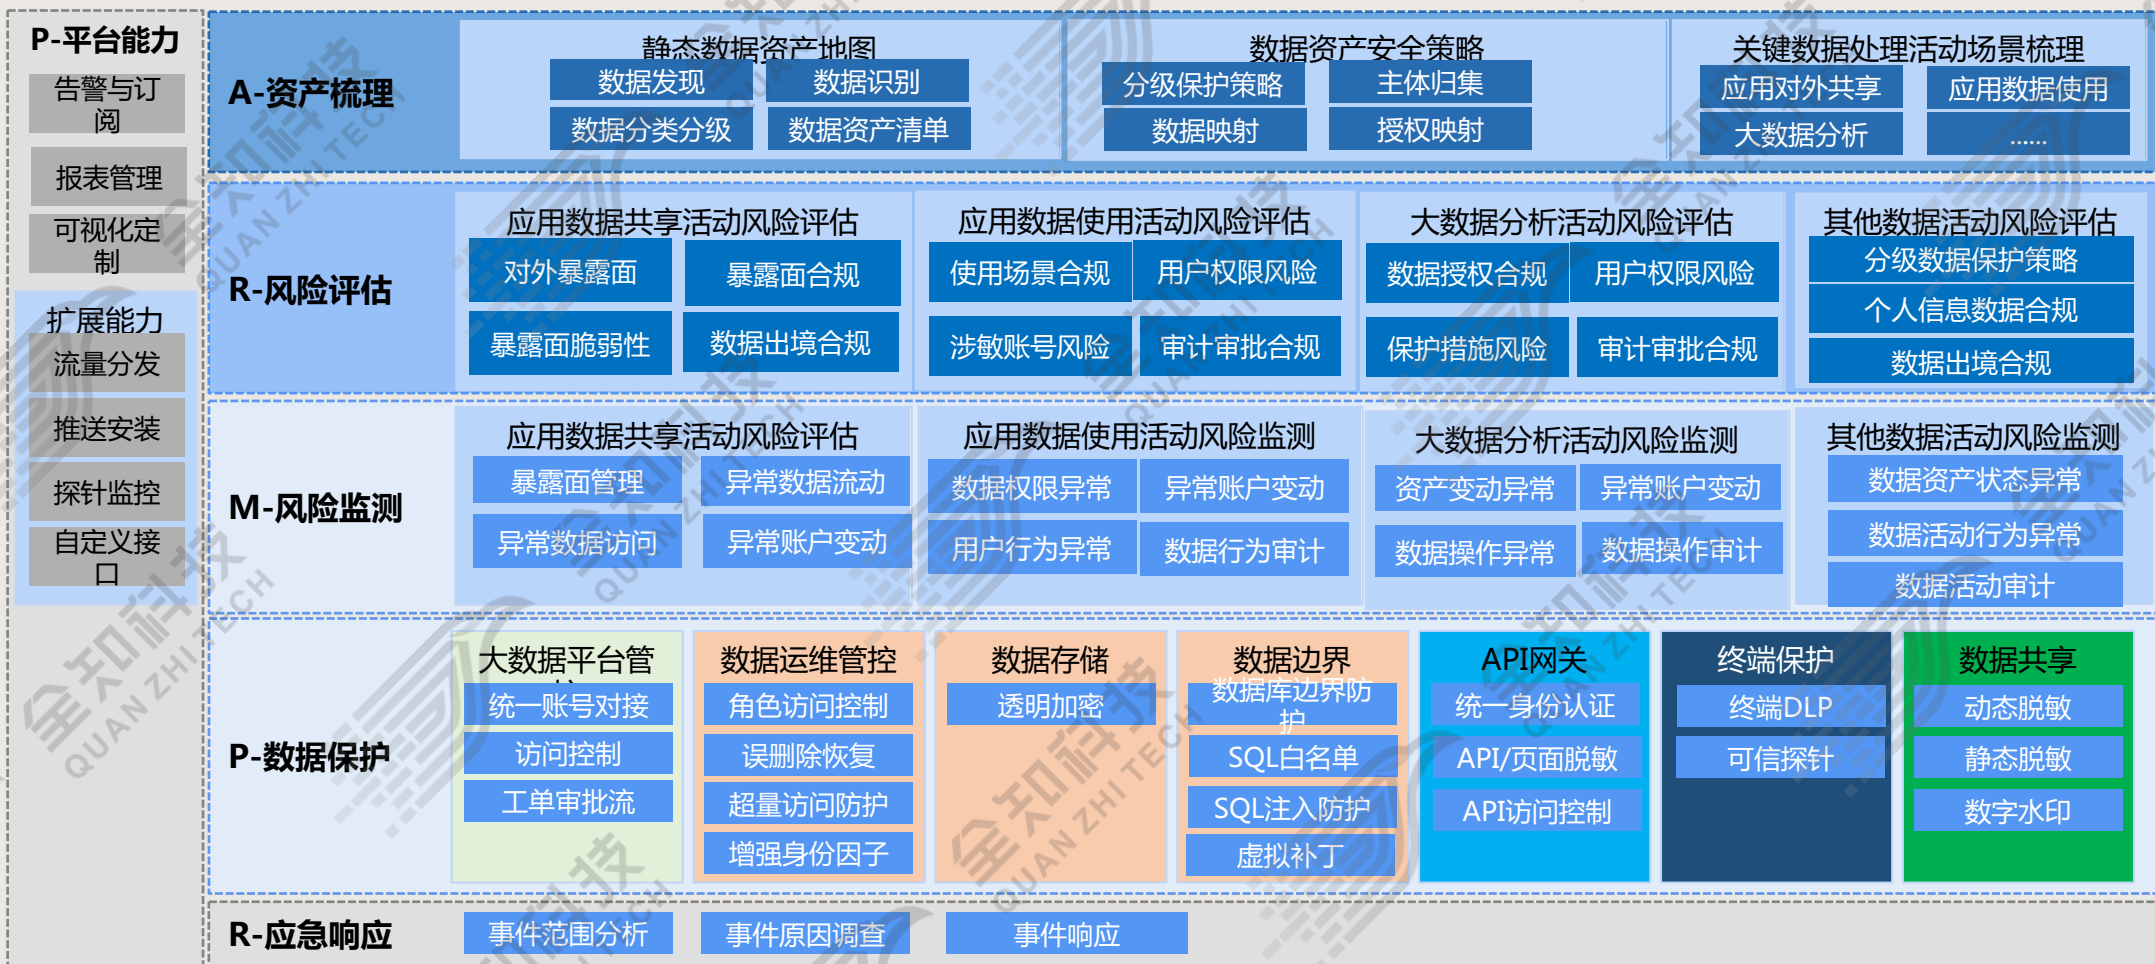 P-平台能力
告警与订
阅
报表管理
可视化定
制
扩展能力
流量分发
推送安装
探针监控
自定义接
口
A-资产梳理
静态数据资产地图
数据发现
数据识别
数据分类分级
数据资产清单
数据资产安全策略
分级保护策略
主体归集
数据映射
授权映射
关键数据处理活动场景梳理
应用对外共享
应用数据使用
大数据分析
......
R-风险评估
应用数据共享活动风险评估
对外暴露面
暴露面合规
暴露面脆弱性
数据出境合规
应用数据使用活动风险评估
使用场景合规
用户权限风险
涉敏账号风险
审计审批合规
大数据分析活动风险评估
数据授权合规
用户权限风险
保护措施风险
审计审批合规
其他数据活动风险评估
分级数据保护策略
个人信息数据合规
数据出境合规
M-风险监测
应用数据共享活动风险评估
暴露面管理
异常数据流动
异常数据访问
异常账户变动
应用数据使用活动风险监测
数据权限异常
异常账户变动
用户行为异常
数据行为审计
大数据分析活动风险监测
资产变动异常
异常账户变动
数据操作异常
数据操作审计
其他数据活动风险监测
数据资产状态异常
数据活动行为异常
数据活动审计
P-数据保护
大数据平台管
统一账号对接
访问控制
工单审批流
数据运维管控
角色访问控制
误删除恢复
超量访问防护
增强身份因子
数据存储
透明加密
数据边界
数据库边界防
护
SQL白名单
SQL注入防护
虚拟补丁
API网关
统一身份认证
API/页面脱敏
API访问控制
终端保护
终端DLP
可信探针
数据共享
动态脱敏
静态脱敏
数字水印
R-应急响应
事件范围分析
事件原因调查
事件响应
全知科技
QUAN ZHI TECH